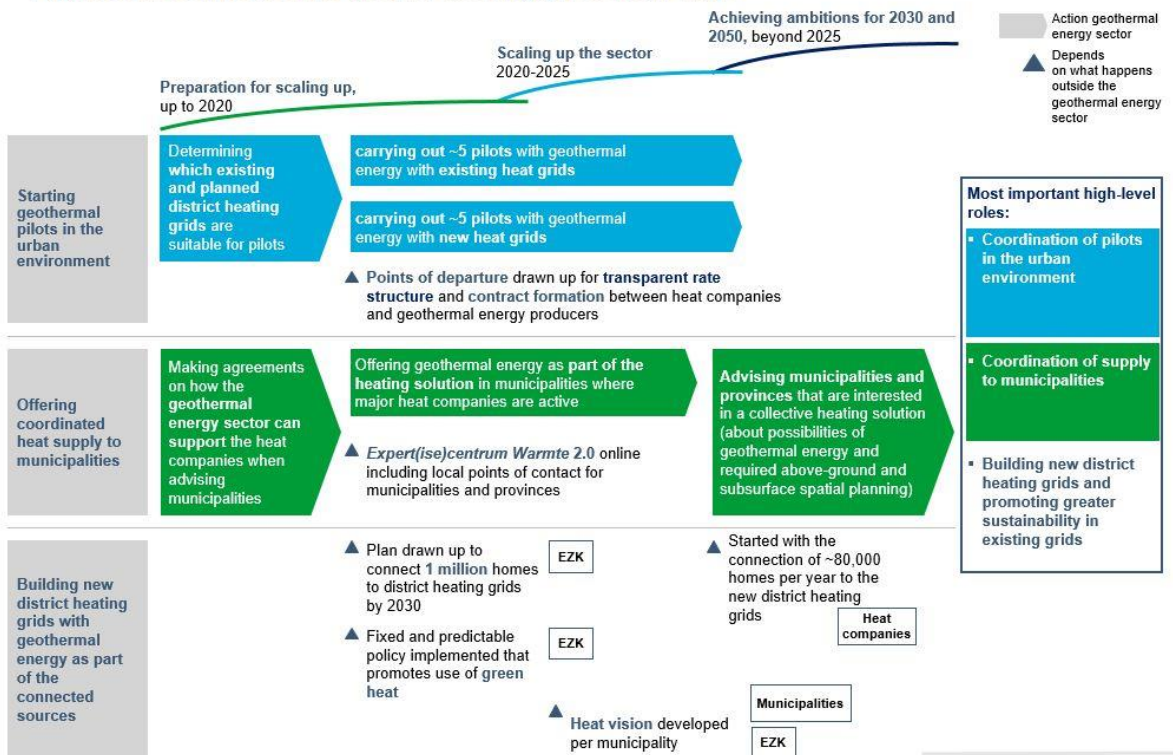 Achieving ambitions for 2030 and
2050, beyond 2025
Action geothermal
energy sector
Scaling up the sector
2020-2025
Depends
on what happens
outside the
geothermal energy
sector
Preparation for scaling up,
up to 2020
Starting
geothermal
pilots in the
urban
environment
Determining
which existing
and planned
district heating
grids are
suitable for pilots
carrying out ~5 pilots with geothermal
energy with existing heat grids
carrying out ~5 pilots with geothermal
energy with new heat grids
Points of departure drawn up for transparent rate
structure and contract formation between heat companies
and geothermal energy producers
Most important high-level
roles:
▪ Coordination of pilots
in the urban
environment
▪ Coordination of supply
to municipalities
▪ Building new district
heating grids and
promoting greater
sustainability in
existing grids
Offering
coordinated
heat supply to
municipalities
Making agreements
on how the
geothermal
energy sector can
support the heat
companies when
advising
municipalities
Offering geothermal energy as part of the
heating solution in municipalities where
major heat companies are active
Expert(ise)centrum Warmte 2.0 online
including local points of contact for
municipalities and provinces
Advising municipalities and
provinces that are interested
in a collective heating solution
(about possibilities of
geothermal energy and
required above-ground and
subsurface spatial planning)
Building new
district heating
grids with
geothermal
energy as part
of the
connected
sources
Plan drawn up to
connect 1 million homes
to district heating grids
by 2030
EZK
Fixed and predictable
policy implemented that
promotes use of green
heat
EZK
Heat vision developed
per municipality
Municipalities
EZK
Started with the
connection of ~80,000
homes per year to the
new district heating
grids
Heat
companies